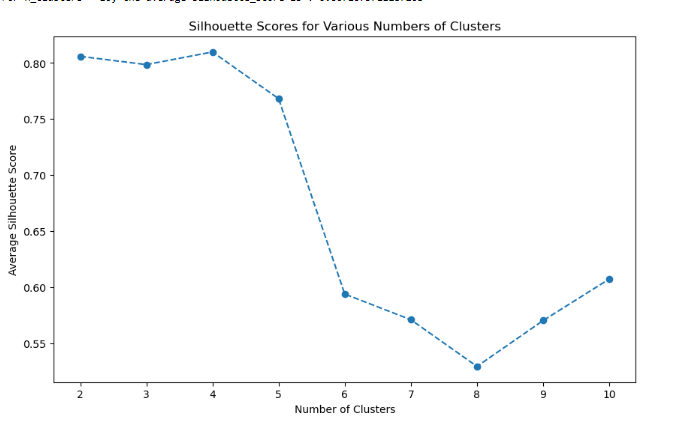 Silhouette Scores for Various Numbers of Clusters
0.80
0.75
0.70
0.65
0.60
0.55
Average Silhouette Score
2 3 4 5 6 7 8 9 10
Number of Clusters